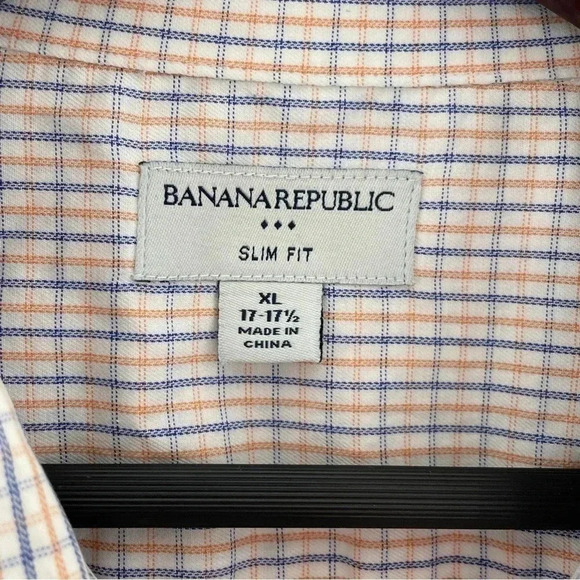 BANANA REPUBLIC
SLIM FIT
XL
17-17½
MADE IN
CHINA